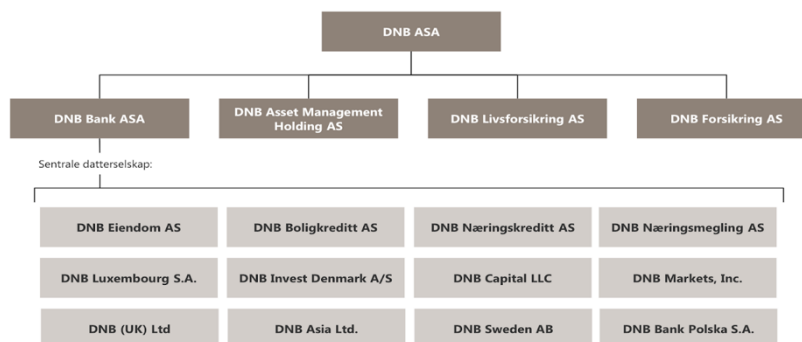 DNB ASA
DNB Bank ASA
DNB Asset Management
Holding AS
DNB Livsforsikring AS
DNB Forsikring AS
Sentrale datterselskap:
DNB Eiendom AS
DNB Boligkreditt AS
DNB Næringskreditt AS
DNB Næringsmegling AS
DNB Luxembourg S.A.
DNB Invest Denmark A/S
DNB Capital LLC
DNB Markets, Inc.
DNB (UK) Ltd
DNB Asia Ltd.
DNB Sweden AB
DNB Bank Polska S.A.